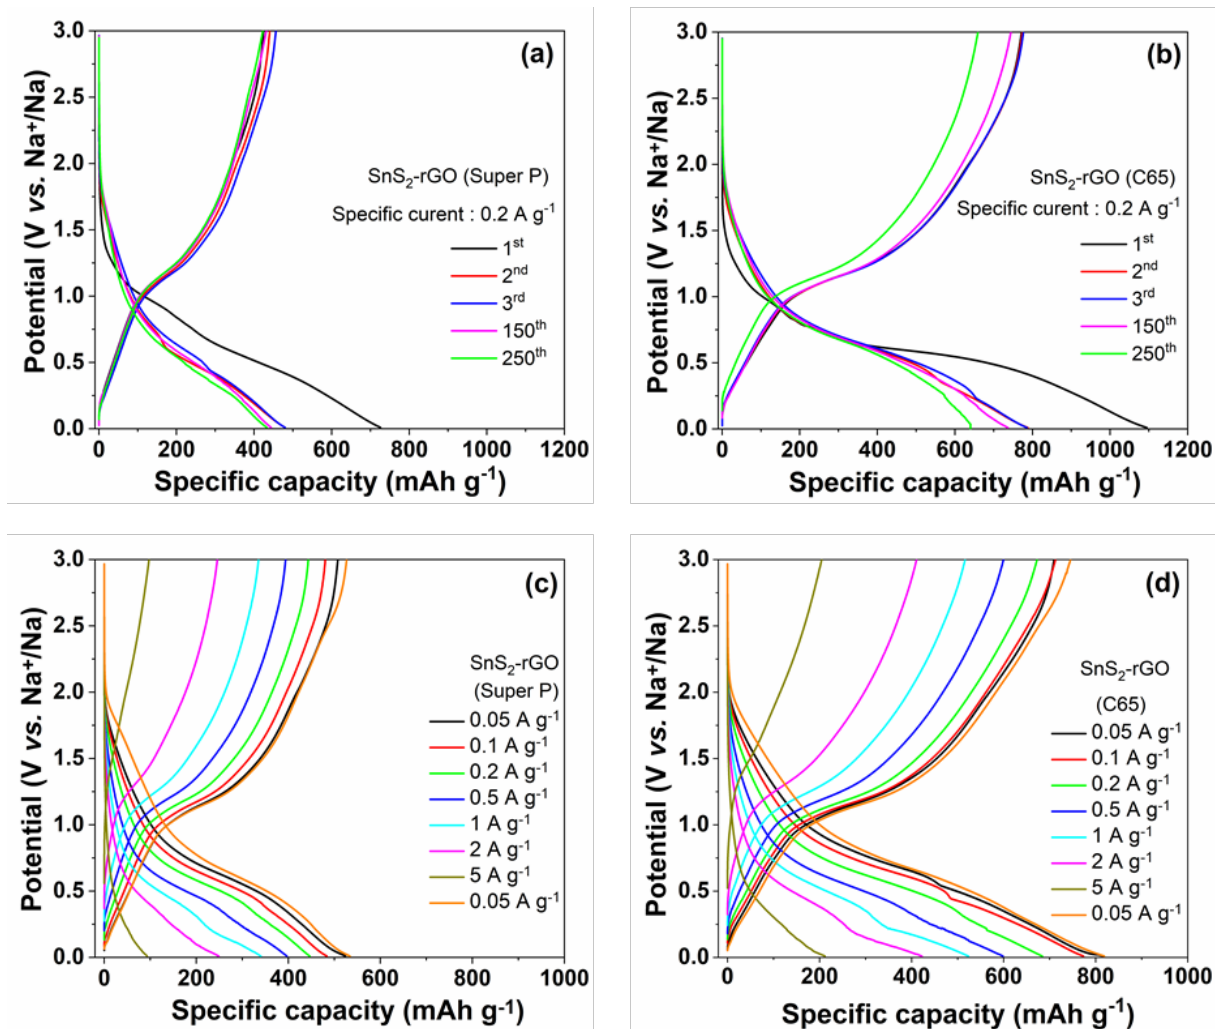 (a)
3.0
2.5
2.0
1.5
1.0
0.5
0.0
Potential (V vs. Na⁺/Na)
SnS₂-rGO (Super P)
Specific curent : 0.2 A g⁻¹
1ˢᵗ
2ⁿᵈ
3ʳᵈ
150ᵗʰ
250ᵗʰ
0 200 400 600 800 1000 1200
Specific capacity (mAh g⁻¹)
(b)
3.0
2.5
2.0
1.5
1.0
0.5
0.0
Potential (V vs. Na⁺/Na)
SnS₂-rGO (C65)
Specific curent : 0.2 A g⁻¹
1ˢᵗ
2ⁿᵈ
3ʳᵈ
150ᵗʰ
250ᵗʰ
0 200 400 600 800 1000 1200
Specific capacity (mAh g⁻¹)
(c)
3.0
2.5
2.0
1.5
1.0
0.5
0.0
Potential (V vs. Na⁺/Na)
SnS₂-rGO
(Super P)
0.05 A g⁻¹
0.1 A g⁻¹
0.2 A g⁻¹
0.5 A g⁻¹
1 A g⁻¹
2 A g⁻¹
5 A g⁻¹
0.05 A g⁻¹
0 200 400 600 800 1000
Specific capacity (mAh g⁻¹)
(d)
3.0
2.5
2.0
1.5
1.0
0.5
0.0
Potential (V vs. Na⁺/Na)
SnS₂-rGO
(C65)
0.05 A g⁻¹
0.1 A g⁻¹
0.2 A g⁻¹
0.5 A g⁻¹
1 A g⁻¹
2 A g⁻¹
5 A g⁻¹
0.05 A g⁻¹
0 200 400 600 800 1000
Specific capacity (mAh g⁻¹)